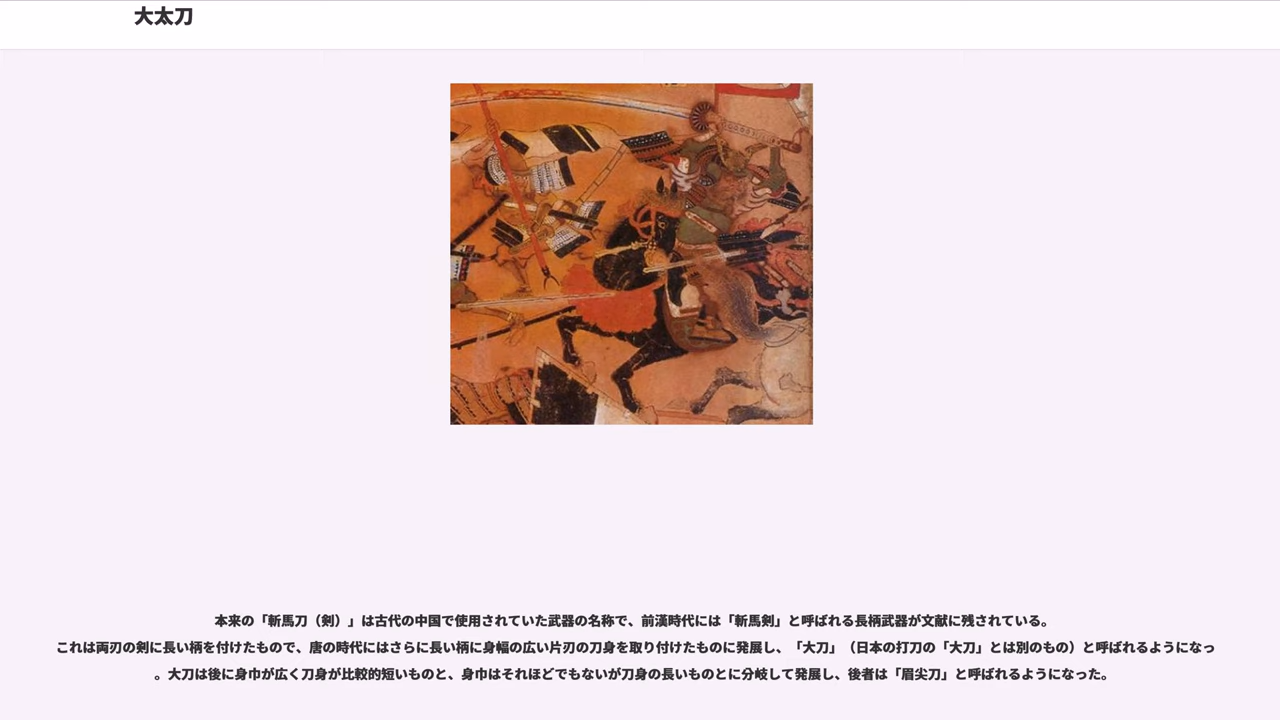 大太刀
本来の「斬馬刀（剣）」は古代の中国で使用されていた武器の名称で、前漢時代には「斬馬剣」と呼ばれる長柄武器が文献に残されている。
これは両刃の剣に長い柄を付けたもので、唐の時代にはさらに長い柄に身幅の広い片刃の刀身を取り付けたものに発展し、「大刀」（日本の打刀の「大刀」とは別のもの）と呼ばれるようになっ
。大刀は後に身巾が広く刀身が比較的短いものと、身巾はそれほどでもないが刀身の長いものとに分岐して発展し、後者は「眉尖刀」と呼ばれるようになった。